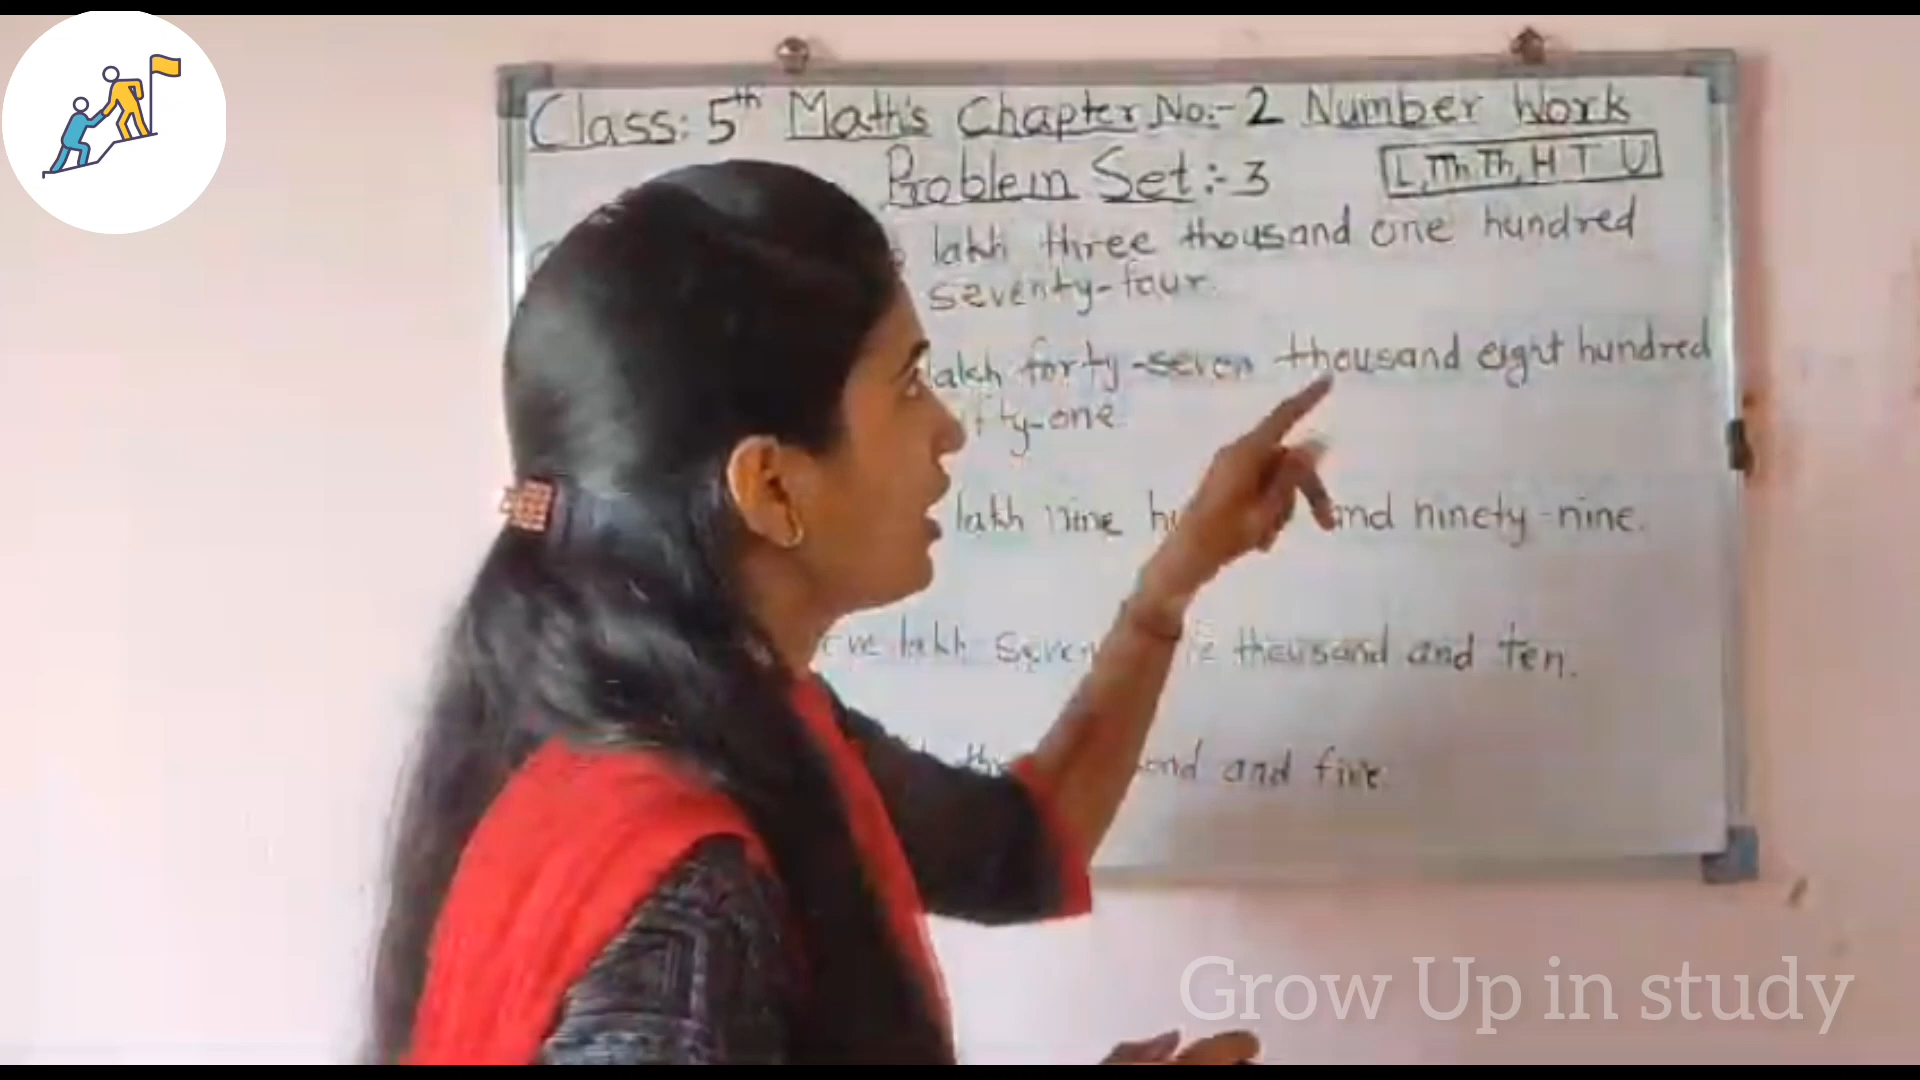 Class: 5th Math's Chapter No:- 2 Number Work
Problem Set:- 3
L, TTh, Th, H T U
lakh three thousand one hundred
seventy-four.
lakh forty-seven thousand eight hundred
fifty-one.
lakh nine and ninety-nine.
lakh thousand and ten.
and five.
Grow Up in study